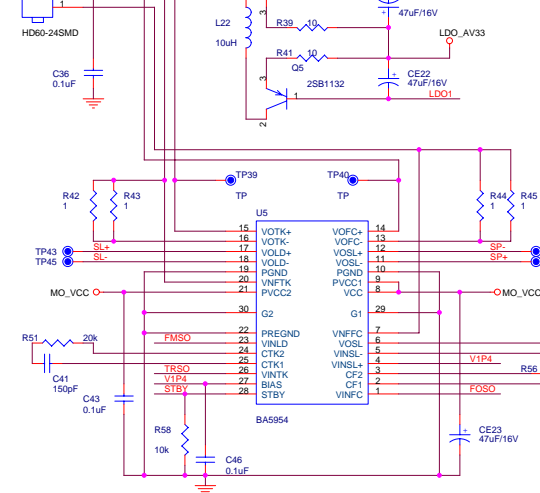 1
3
R39
10
47uF/16V
L22
HD60-24SMD
LDO_AV33
10uH
R41
10
Q5
C36
0.1uF
3
2SB1132
CE22
47uF/16V
1
LDO1
2
TP39
TP40
TP
TP
R42
1
R43
1
R44
1
R45
1
U5
15
VOTK+
VOFC+
14
16
VOTK-
VOFC-
13
TP43
SL+
17
VOLD+
VOSL+
12
SP-
TP45
SL-
18
VOLD-
VOSL-
11
SP+
19
PGND
PGND
10
20
VNFTK
PVCC1
9
MO_VCC
21
PVCC2
VCC
8
MO_VCC
30
G2
G1
29
22
PREGND
VNFFC
7
R51
20k
FMSO
23
VINLD
VOSL
6
24
CTK2
VINSL-
5
25
CTK1
VINSL+
4
V1P4
TRSO
26
VINTK
CF2
3
R56
C41
150pF
V1P4
27
BIAS
CF1
2
STBY
28
STBY
VINFC
1
FOSO
C43
0.1uF
BA5954
R58
10k
CE23
47uF/16V
C46
0.1uF